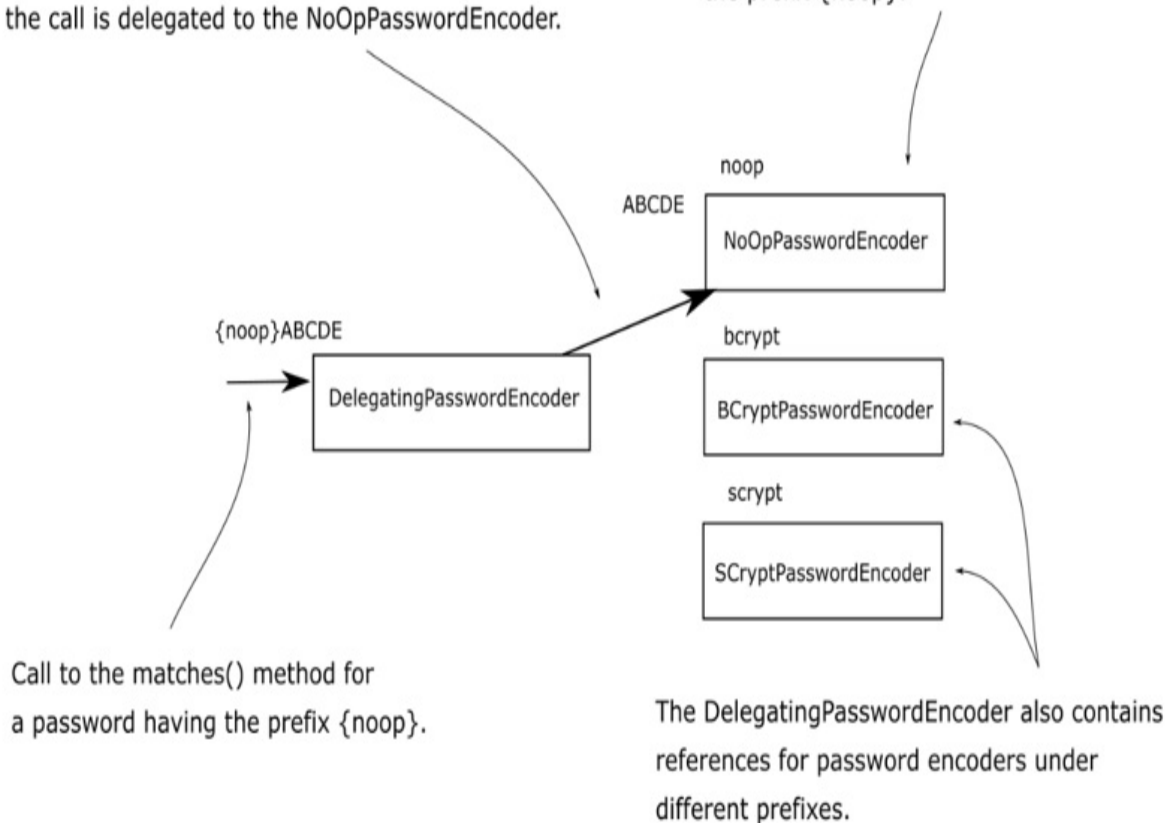 the call is delegated to the NoOpPasswordEncoder.
noop
ABCDE
NoOpPasswordEncoder
{noop}ABCDE
bcrypt
DelegatingPasswordEncoder
BCryptPasswordEncoder
scrypt
SCryptPasswordEncoder
Call to the matches() method for
a password having the prefix {noop}.
The DelegatingPasswordEncoder also contains
references for password encoders under
different prefixes.